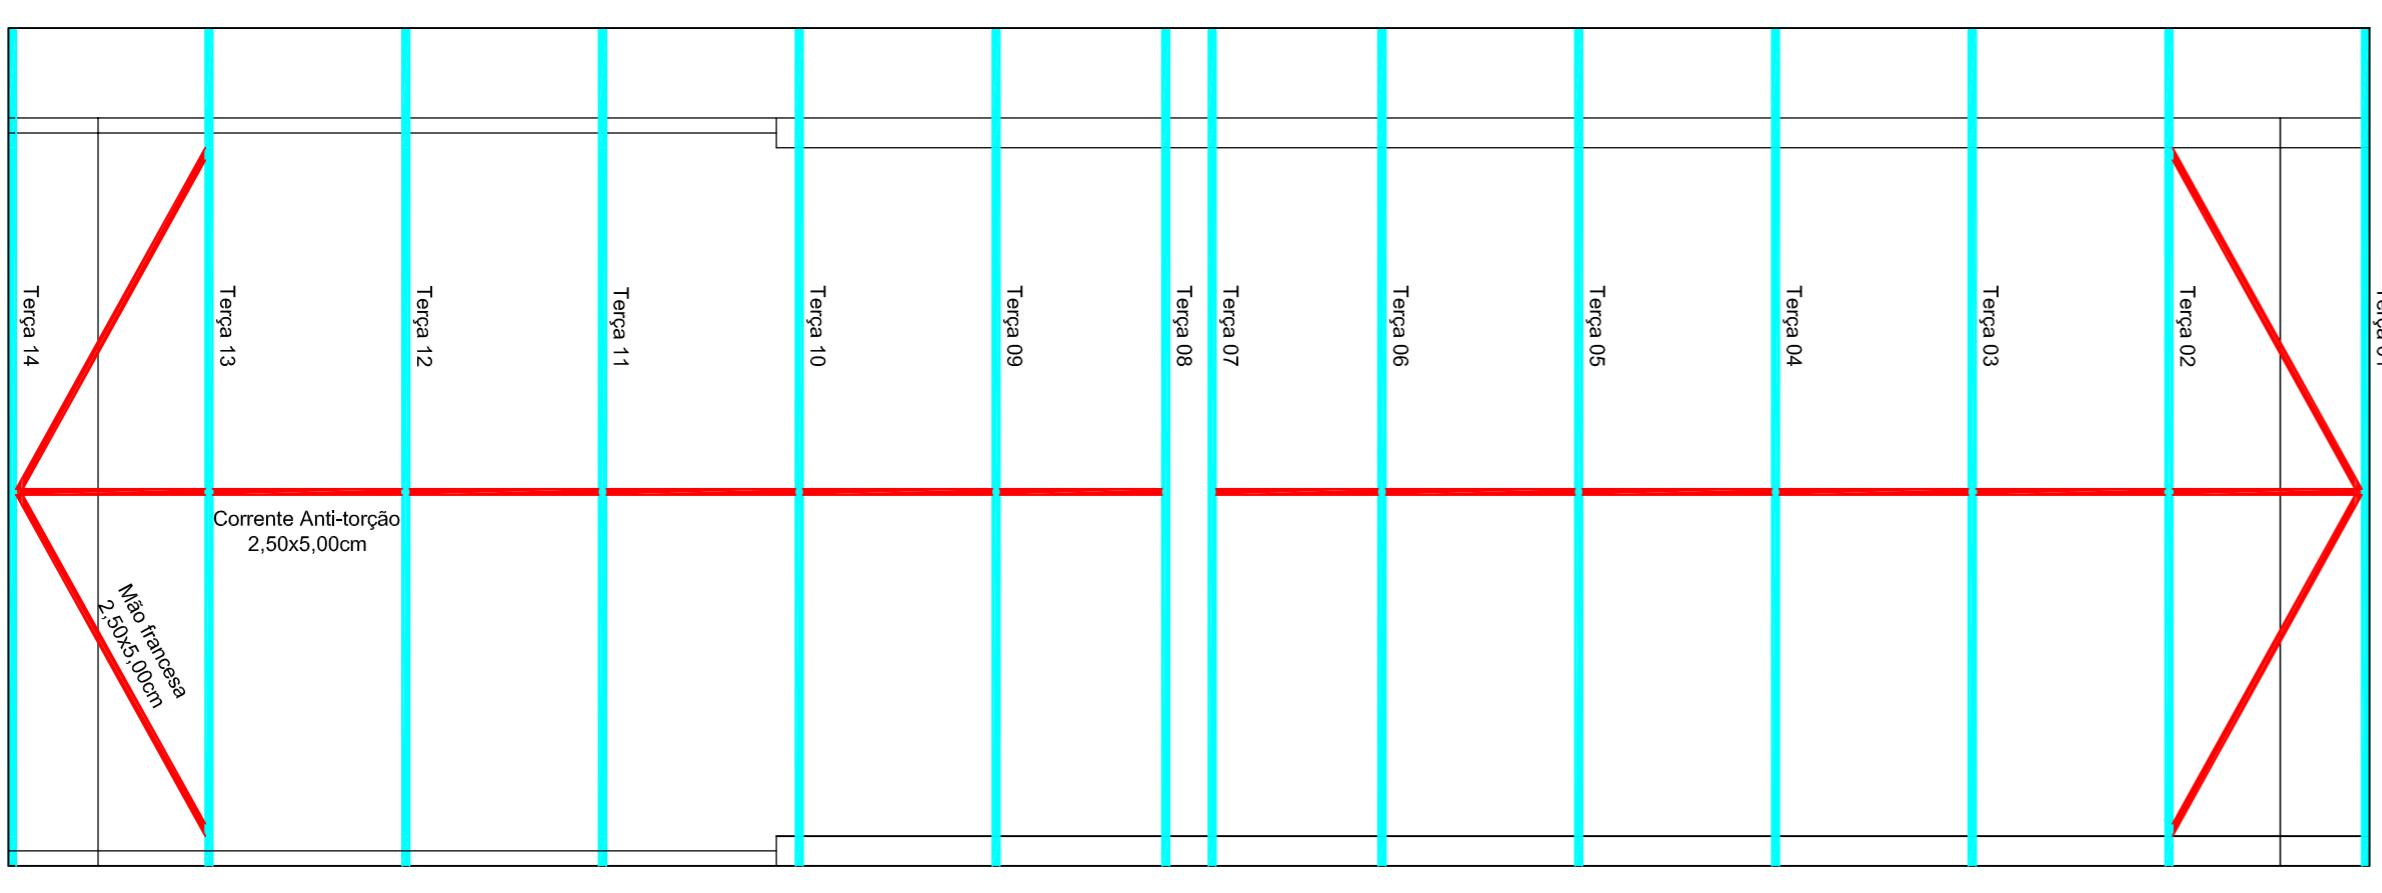 Terça 14
Terça 13
Terça 12
Terça 11
Terça 10
Terça 09
Terça 08
Terça 07
Terça 06
Terça 05
Terça 04
Terça 03
Terça 02
Corrente Anti-torção
2,50x5,00cm
Mão francesa
2,50x5,00cm